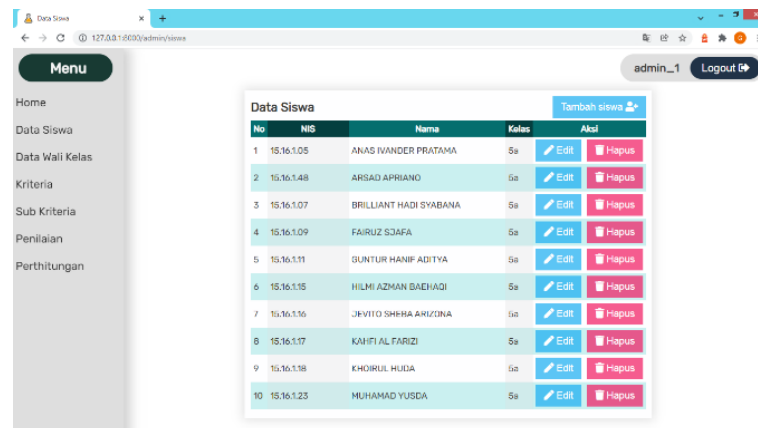 Data Siswa
127.0.0.1:8000/admin/siswa
Menu
admin_1 Logout
Home
Data Siswa
Data Wali Kelas
Kriteria
Sub Kriteria
Penilaian
Perthitungan
Data Siswa Tambah siswa
No NIS Nama Kelas Aksi
1 15.16.1.05 ANAS IVANDER PRATAMA 5a Edit Hapus
2 15.16.1.48 ARSAD APRIANO 5a Edit Hapus
3 15.16.1.07 BRILLIANT HADI SYABANA 5a Edit Hapus
4 15.16.1.09 FAIRUZ SJAFA 5a Edit Hapus
5 15.16.1.11 GUNTUR HANIF ADITYA 5a Edit Hapus
6 15.16.1.15 HILMI AZMAN BAEHAQI 5a Edit Hapus
7 15.16.1.16 JEVITO SHEBA ARIZONA 5a Edit Hapus
8 15.16.1.17 KAHFI AL FARIZI 5a Edit Hapus
9 15.16.1.18 KHOIRUL HUDA 5a Edit Hapus
10 15.16.1.23 MUHAMAD YUSDA 5a Edit Hapus